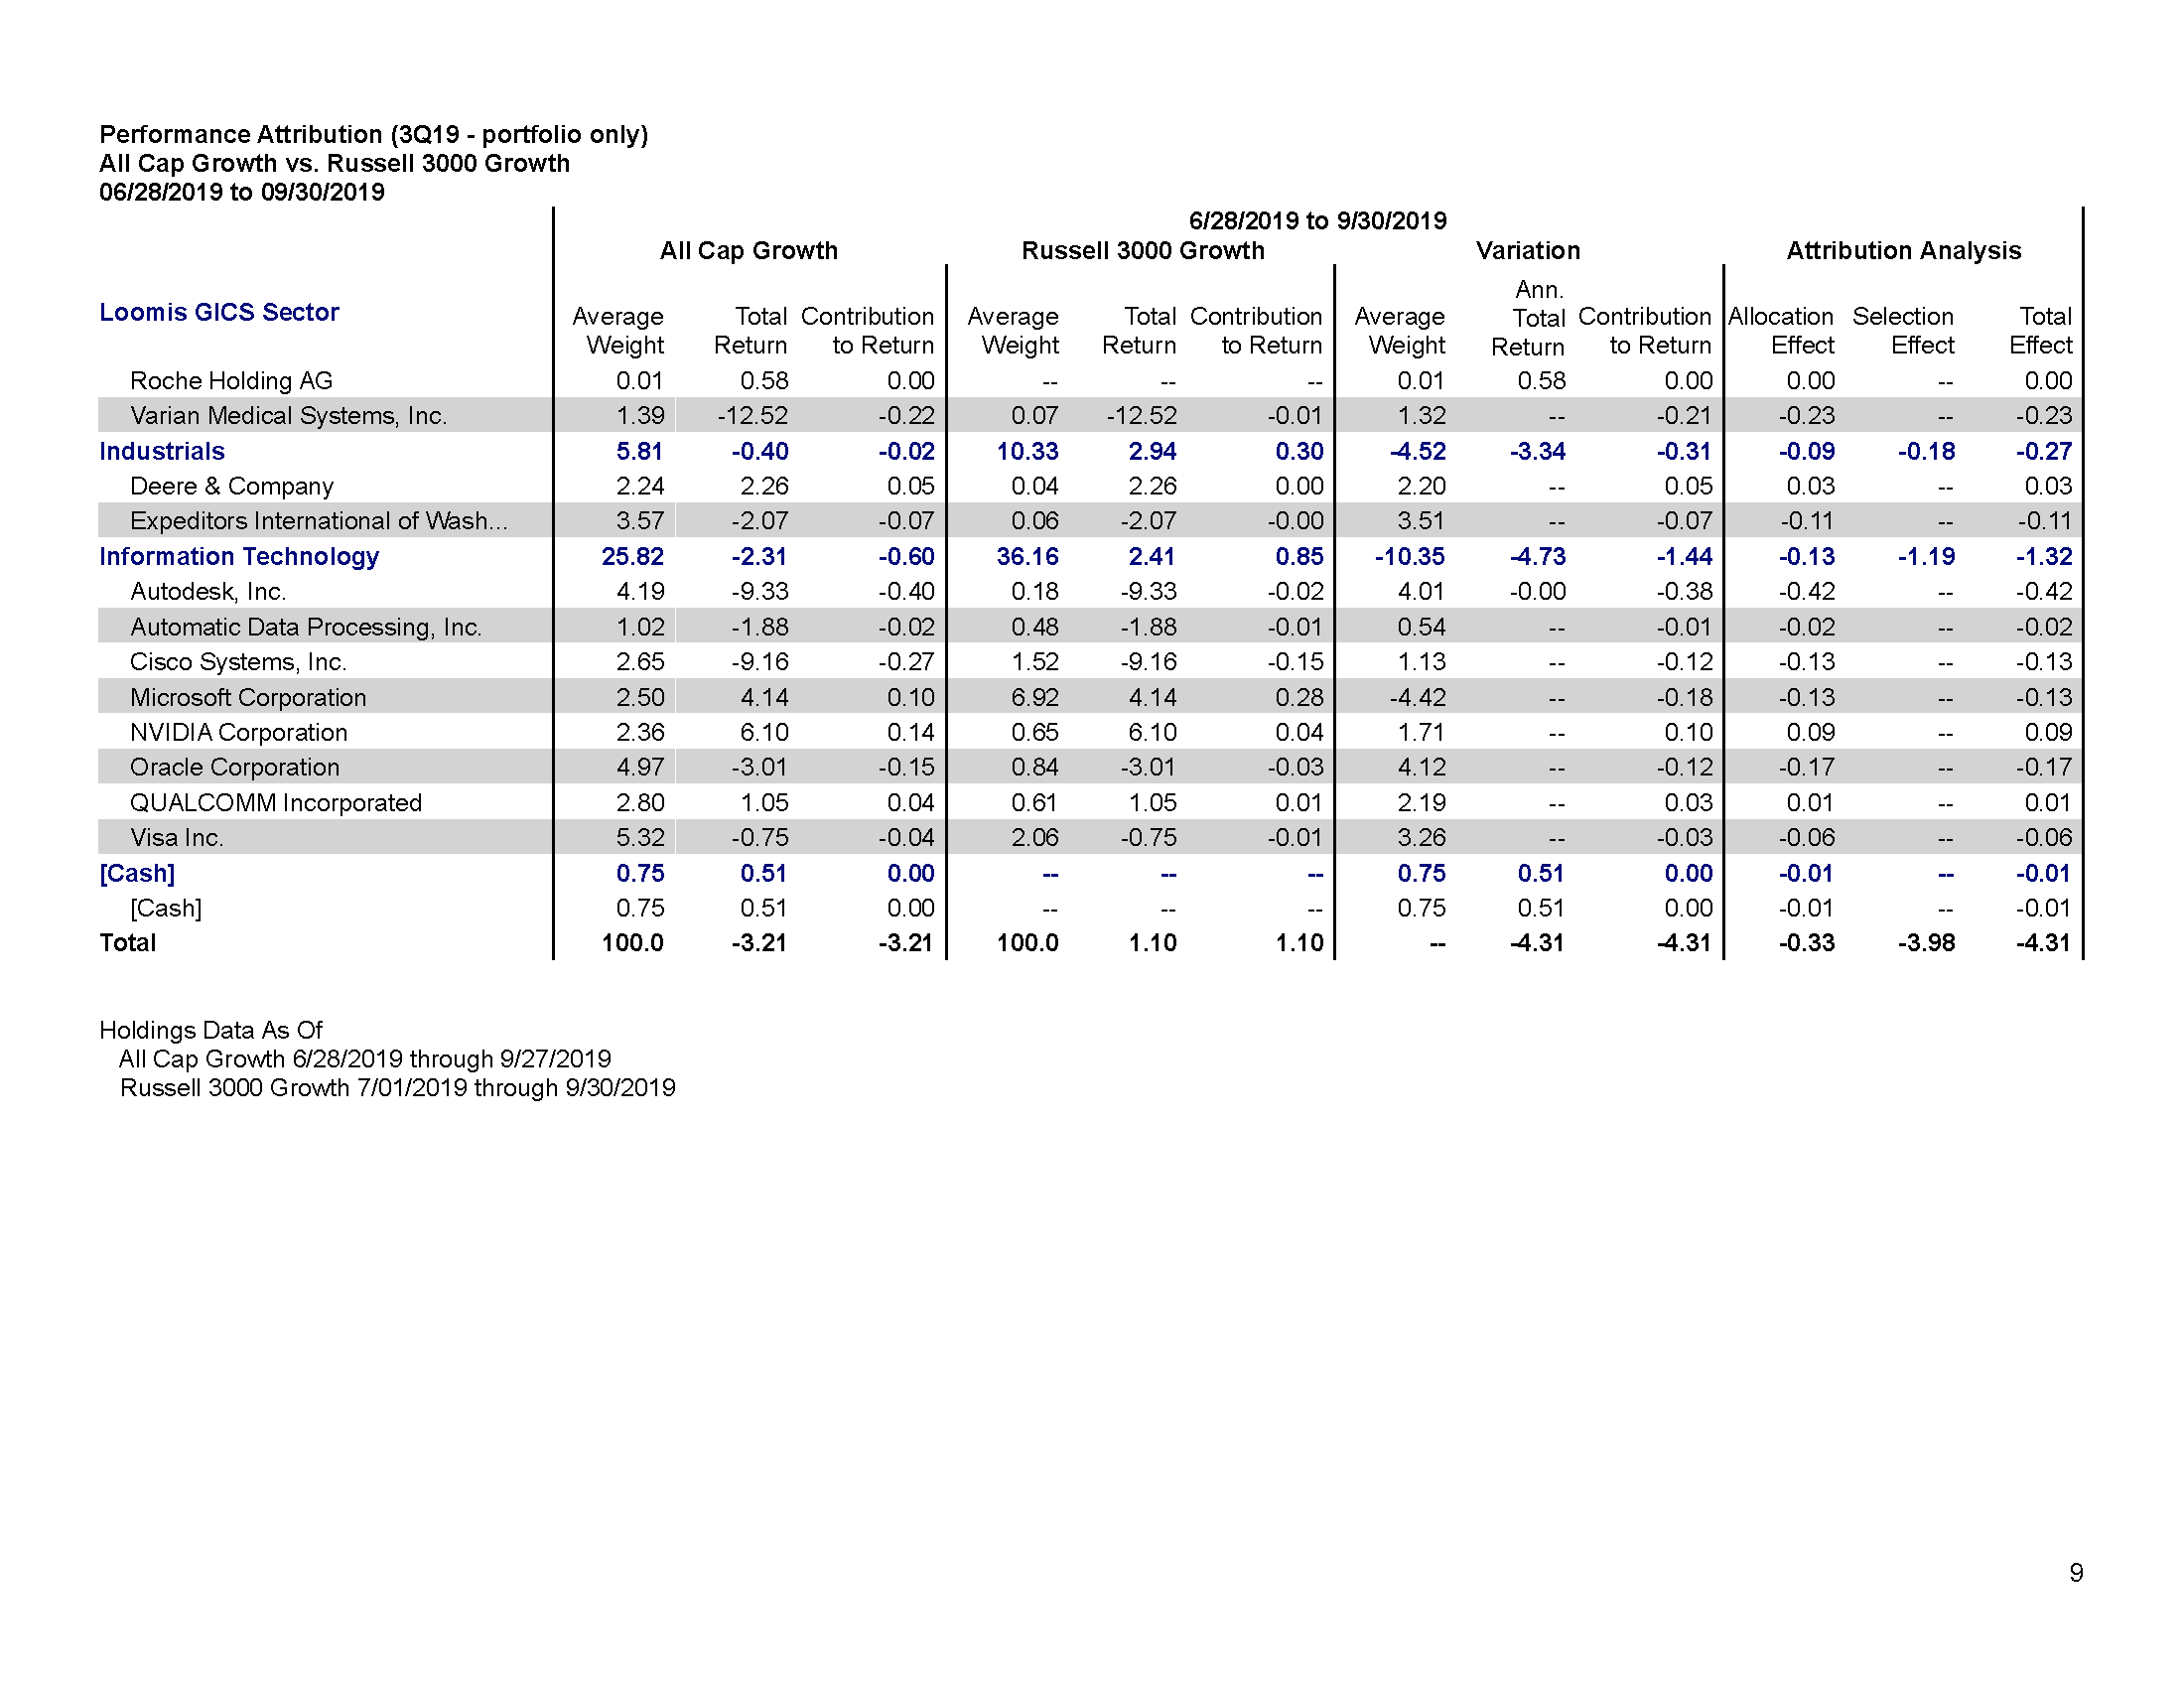 Performance Attribution (3Q19 - portfolio only)
All Cap Growth vs. Russell 3000 Growth
06/28/2019 to 09/30/2019
6/28/2019 to 9/30/2019
All Cap Growth Russell 3000 Growth Variation Attribution Analysis
Loomis GICS Sector Average Weight Total Return Contribution to Return Average Weight Total Return Contribution to Return Average Weight Ann. Total Return Contribution to Return Allocation Effect Selection Effect Total Effect
Roche Holding AG 0.01 0.58 0.00 -- -- -- 0.01 0.58 0.00 0.00 -- 0.00
Varian Medical Systems, Inc. 1.39 -12.52 -0.22 0.07 -12.52 -0.01 1.32 -- -0.21 -0.23 -- -0.23
Industrials 5.81 -0.40 -0.02 10.33 2.94 0.30 -4.52 -3.34 -0.31 -0.09 -0.18 -0.27
Deere & Company 2.24 2.26 0.05 0.04 2.26 0.00 2.20 -- 0.05 0.03 -- 0.03
Expeditors International of Wash... 3.57 -2.07 -0.07 0.06 -2.07 -0.00 3.51 -- -0.07 -0.11 -- -0.11
Information Technology 25.82 -2.31 -0.60 36.16 2.41 0.85 -10.35 -4.73 -1.44 -0.13 -1.19 -1.32
Autodesk, Inc. 4.19 -9.33 -0.40 0.18 -9.33 -0.02 4.01 -0.00 -0.38 -0.42 -- -0.42
Automatic Data Processing, Inc. 1.02 -1.88 -0.02 0.48 -1.88 -0.01 0.54 -- -0.01 -0.02 -- -0.02
Cisco Systems, Inc. 2.65 -9.16 -0.27 1.52 -9.16 -0.15 1.13 -- -0.12 -0.13 -- -0.13
Microsoft Corporation 2.50 4.14 0.10 6.92 4.14 0.28 -4.42 -- -0.18 -0.13 -- -0.13
NVIDIA Corporation 2.36 6.10 0.14 0.65 6.10 0.04 1.71 -- 0.10 0.09 -- 0.09
Oracle Corporation 4.97 -3.01 -0.15 0.84 -3.01 -0.03 4.12 -- -0.12 -0.17 -- -0.17
QUALCOMM Incorporated 2.80 1.05 0.04 0.61 1.05 0.01 2.19 -- 0.03 0.01 -- 0.01
Visa Inc. 5.32 -0.75 -0.04 2.06 -0.75 -0.01 3.26 -- -0.03 -0.06 -- -0.06
[Cash] 0.75 0.51 0.00 -- -- -- 0.75 0.51 0.00 -0.01 -- -0.01
[Cash] 0.75 0.51 0.00 -- -- -- 0.75 0.51 0.00 -0.01 -- -0.01
Total 100.0 -3.21 -3.21 100.0 1.10 1.10 -- -4.31 -4.31 -0.33 -3.98 -4.31
Holdings Data As Of
All Cap Growth 6/28/2019 through 9/27/2019
Russell 3000 Growth 7/01/2019 through 9/30/2019
9